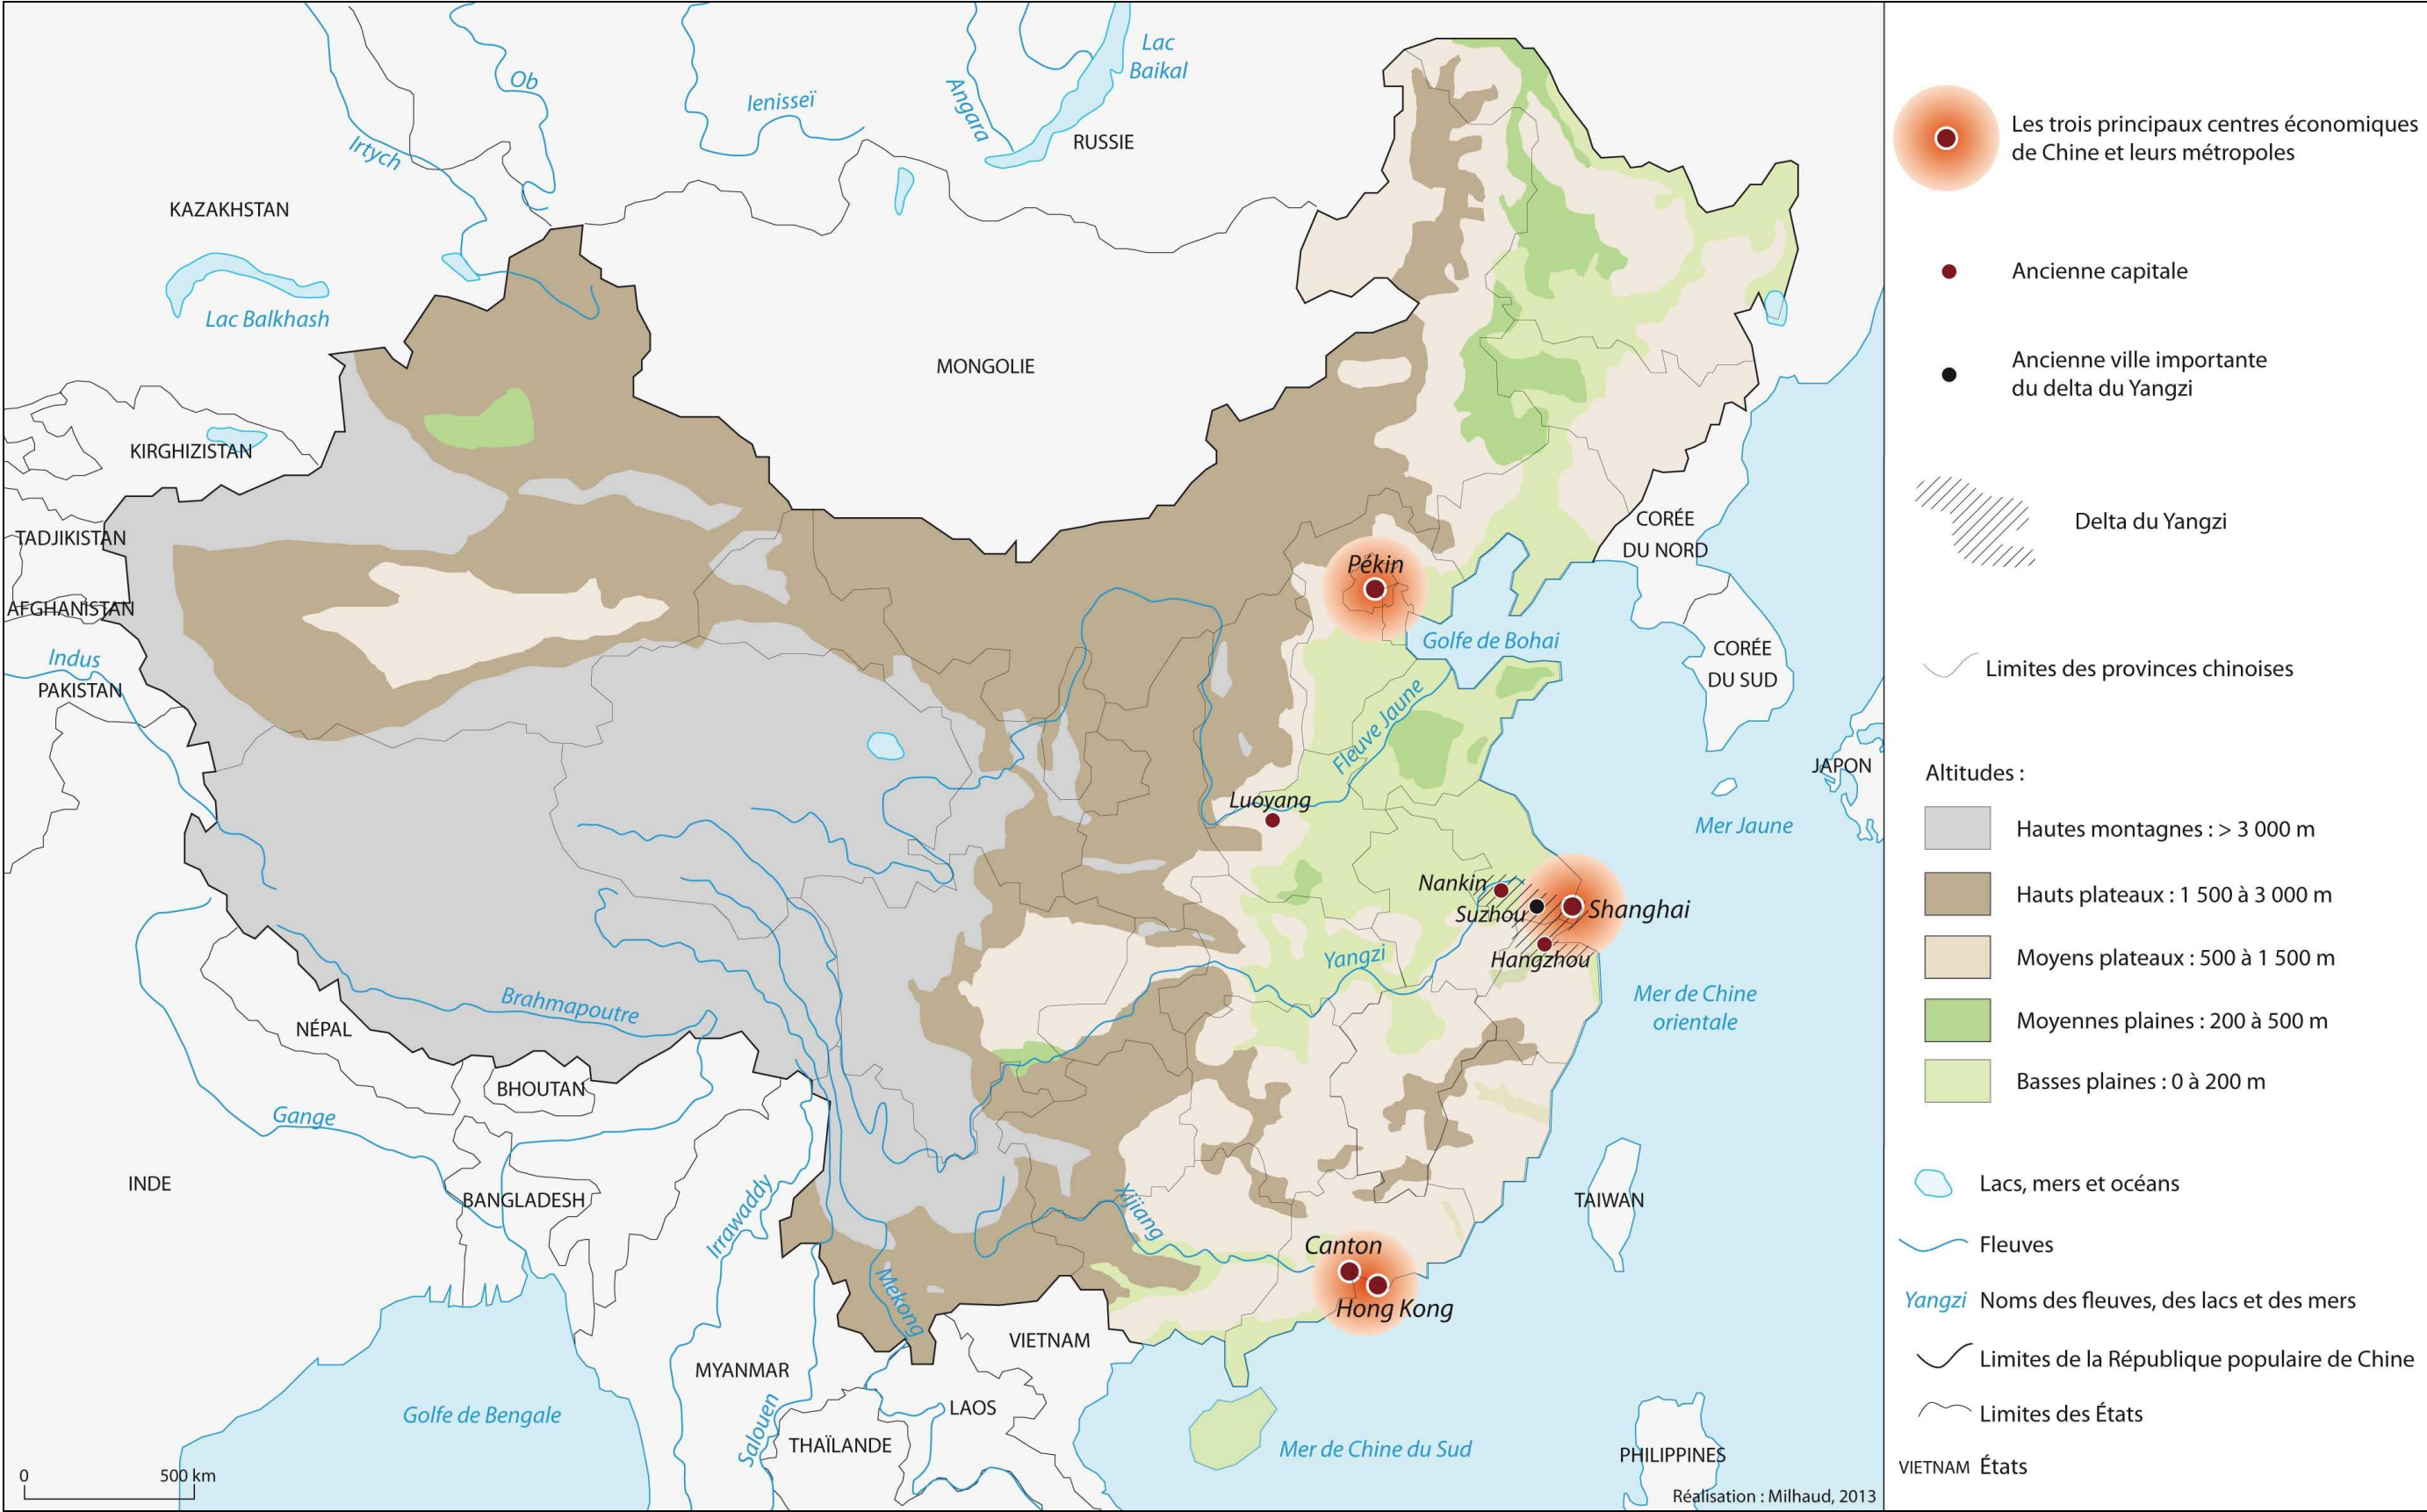 Lac
Baikal
Ob
Ienisseï
Angara
RUSSIE
Irtych
KAZAKHSTAN
Lac Balkhash
MONGOLIE
KIRGHIZISTAN
TADJIKISTAN
AFGHANISTAN
Indus
PAKISTAN
CORÉE
DU NORD
Pékin
Golfe de Bohai
CORÉE
DU SUD
Fleuve Jaune
JAPON
Luoyang
Mer Jaune
Nankin
Suzhou
Shanghai
Yangzi
Hangzhou
Mer de Chine
orientale
Brahmapoutre
NÉPAL
BHOUTAN
Gange
INDE
BANGLADESH
Irrawaddy
Xijiang
TAIWAN
Canton
Mekong
Hong Kong
VIETNAM
MYANMAR
LAOS
Golfe de Bengale
Salouen
THAÏLANDE
Mer de Chine du Sud
PHILIPPINES
0 500 km
Réalisation : Milhaud, 2013
Les trois principaux centres économiques
de Chine et leurs métropoles
Ancienne capitale
Ancienne ville importante
du delta du Yangzi
Delta du Yangzi
Limites des provinces chinoises
Altitudes :
Hautes montagnes : > 3 000 m
Hauts plateaux : 1 500 à 3 000 m
Moyens plateaux : 500 à 1 500 m
Moyennes plaines : 200 à 500 m
Basses plaines : 0 à 200 m
Lacs, mers et océans
Fleuves
Yangzi Noms des fleuves, des lacs et des mers
Limites de la République populaire de Chine
Limites des États
VIETNAM États